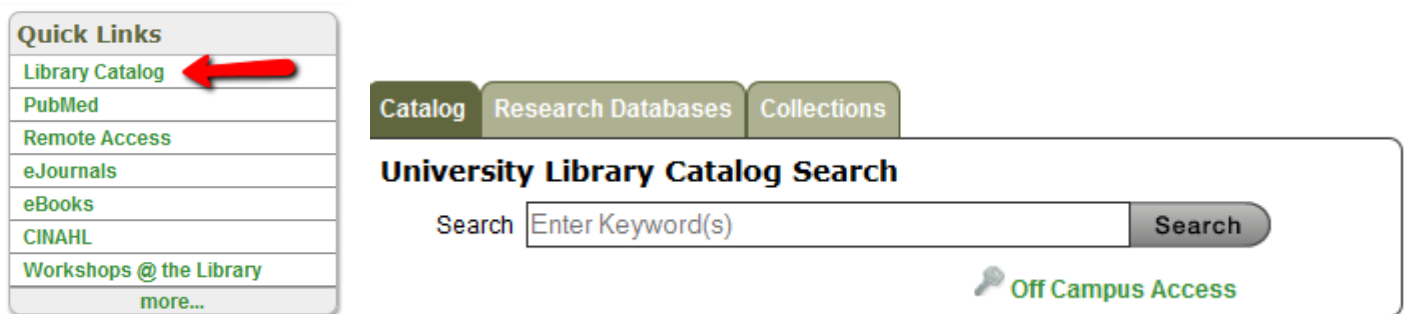 Quick Links
Library Catalog
PubMed
Remote Access
eJournals
eBooks
CINAHL
Workshops @ the Library
more...
Catalog Research Databases Collections
University Library Catalog Search
Search Enter Keyword(s) Search
Off Campus Access